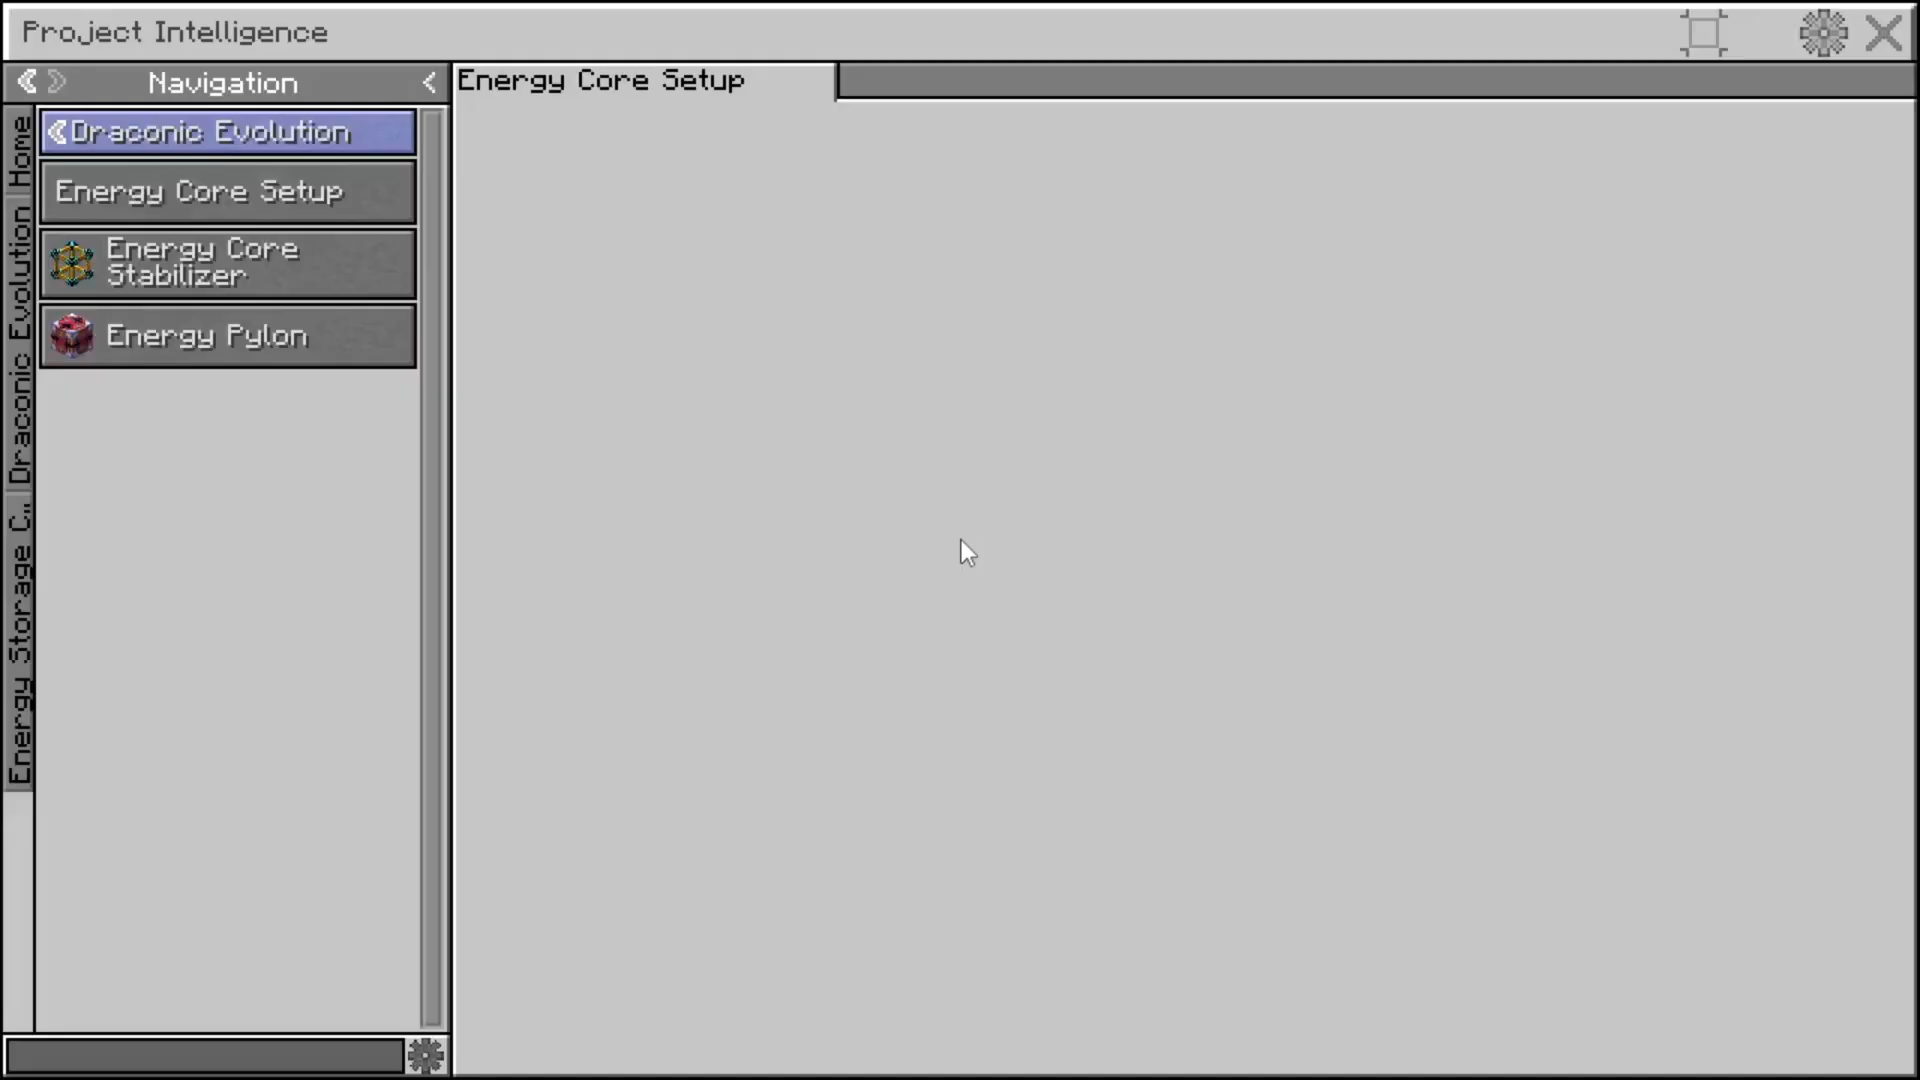 Project Intelligence
Navigation
Energy Core Setup
Draconic Evolution
Energy Core Setup
Energy Core
Stabilizer
Energy Pylon
Home
Draconic Evolution
Energy Storage C..